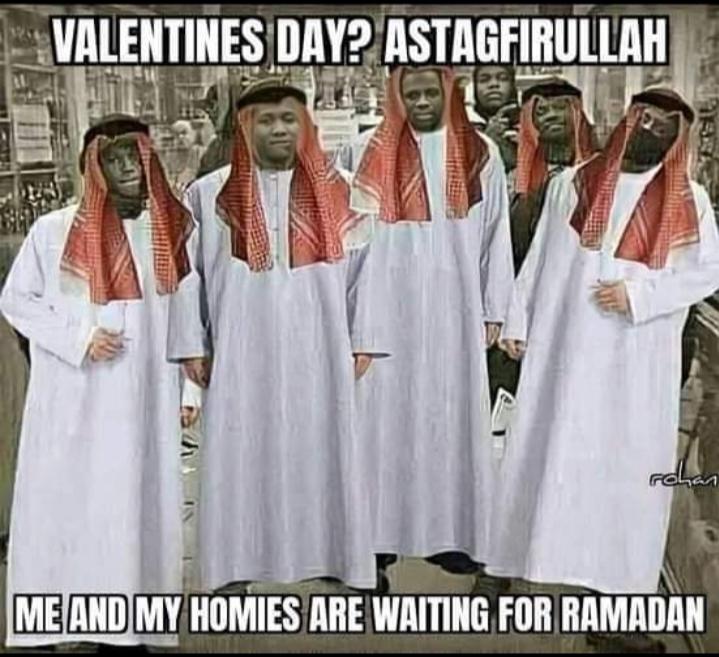 VALENTINES DAY? ASTAGFIRULLAH
rohan
ME AND MY HOMIES ARE WAITING FOR RAMADAN